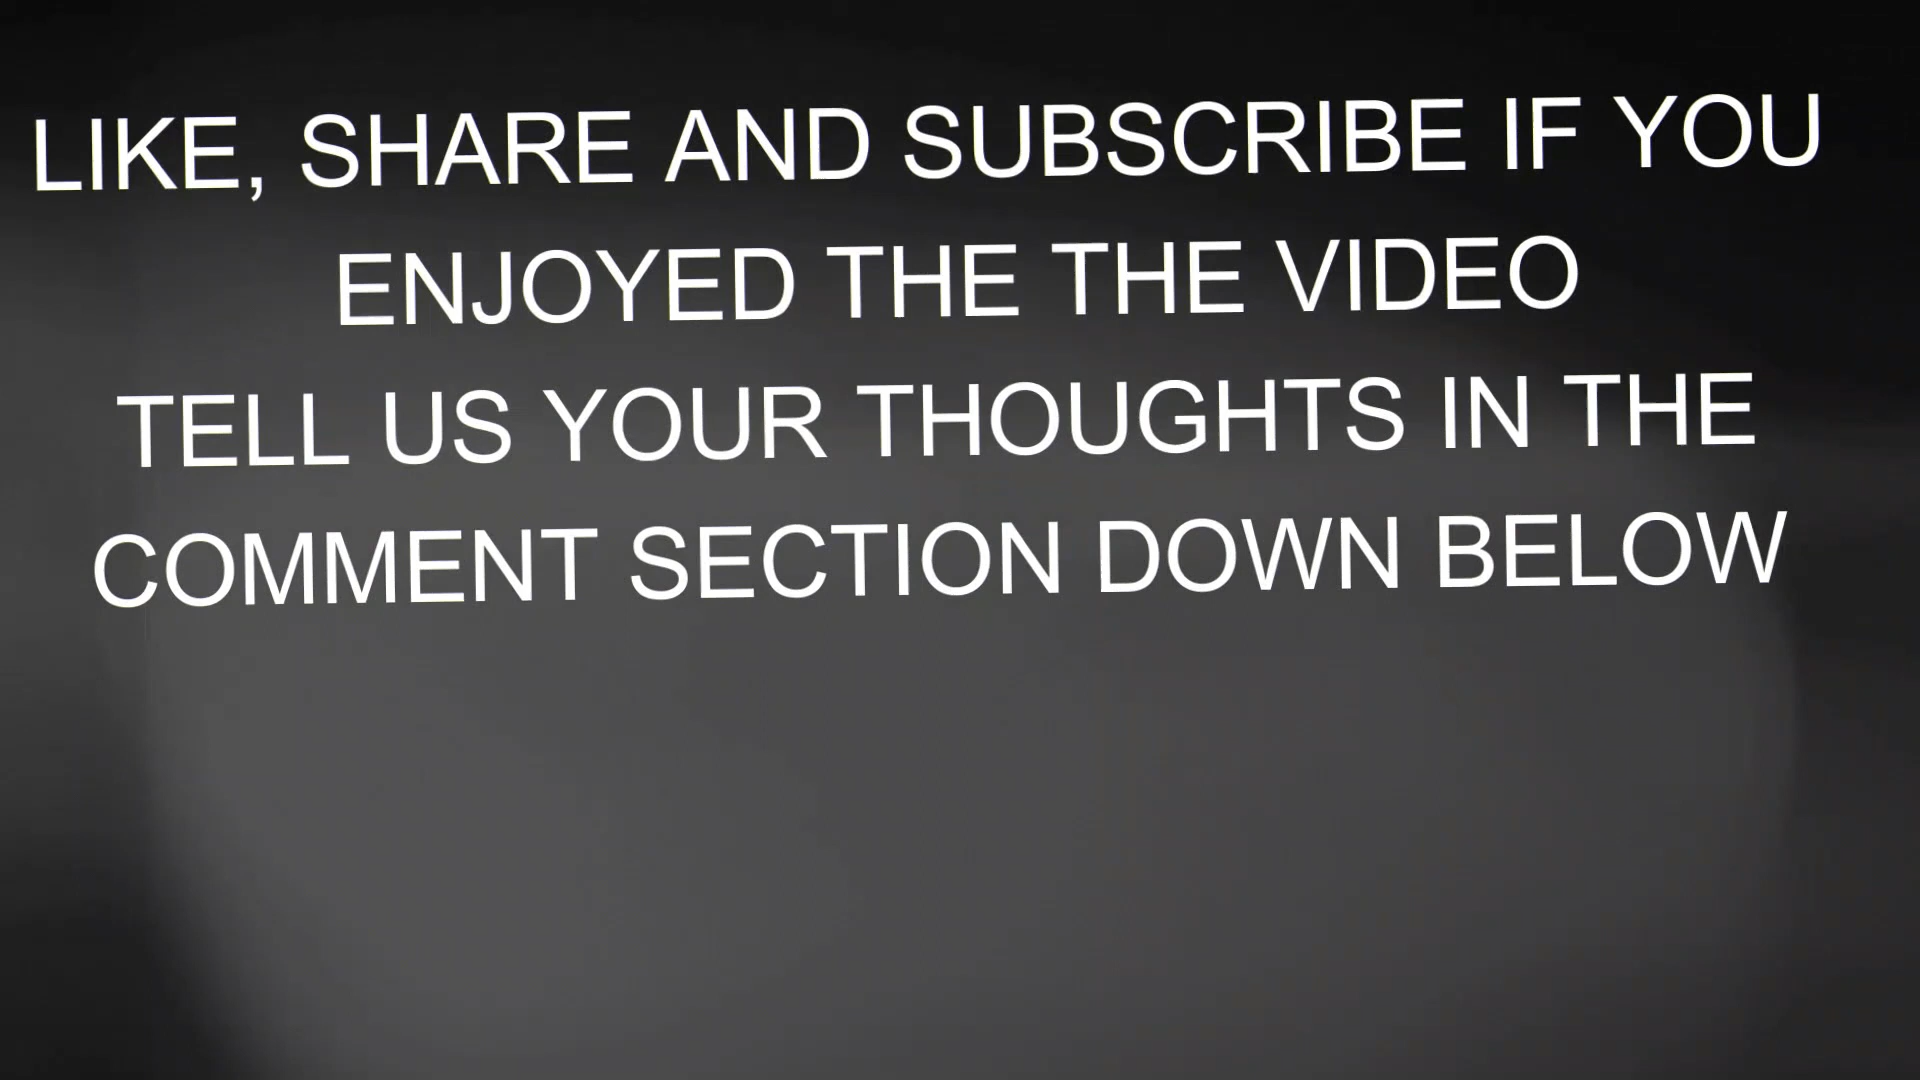 LIKE, SHARE AND SUBSCRIBE IF YOU
ENJOYED THE THE VIDEO
TELL US YOUR THOUGHTS IN THE
COMMENT SECTION DOWN BELOW